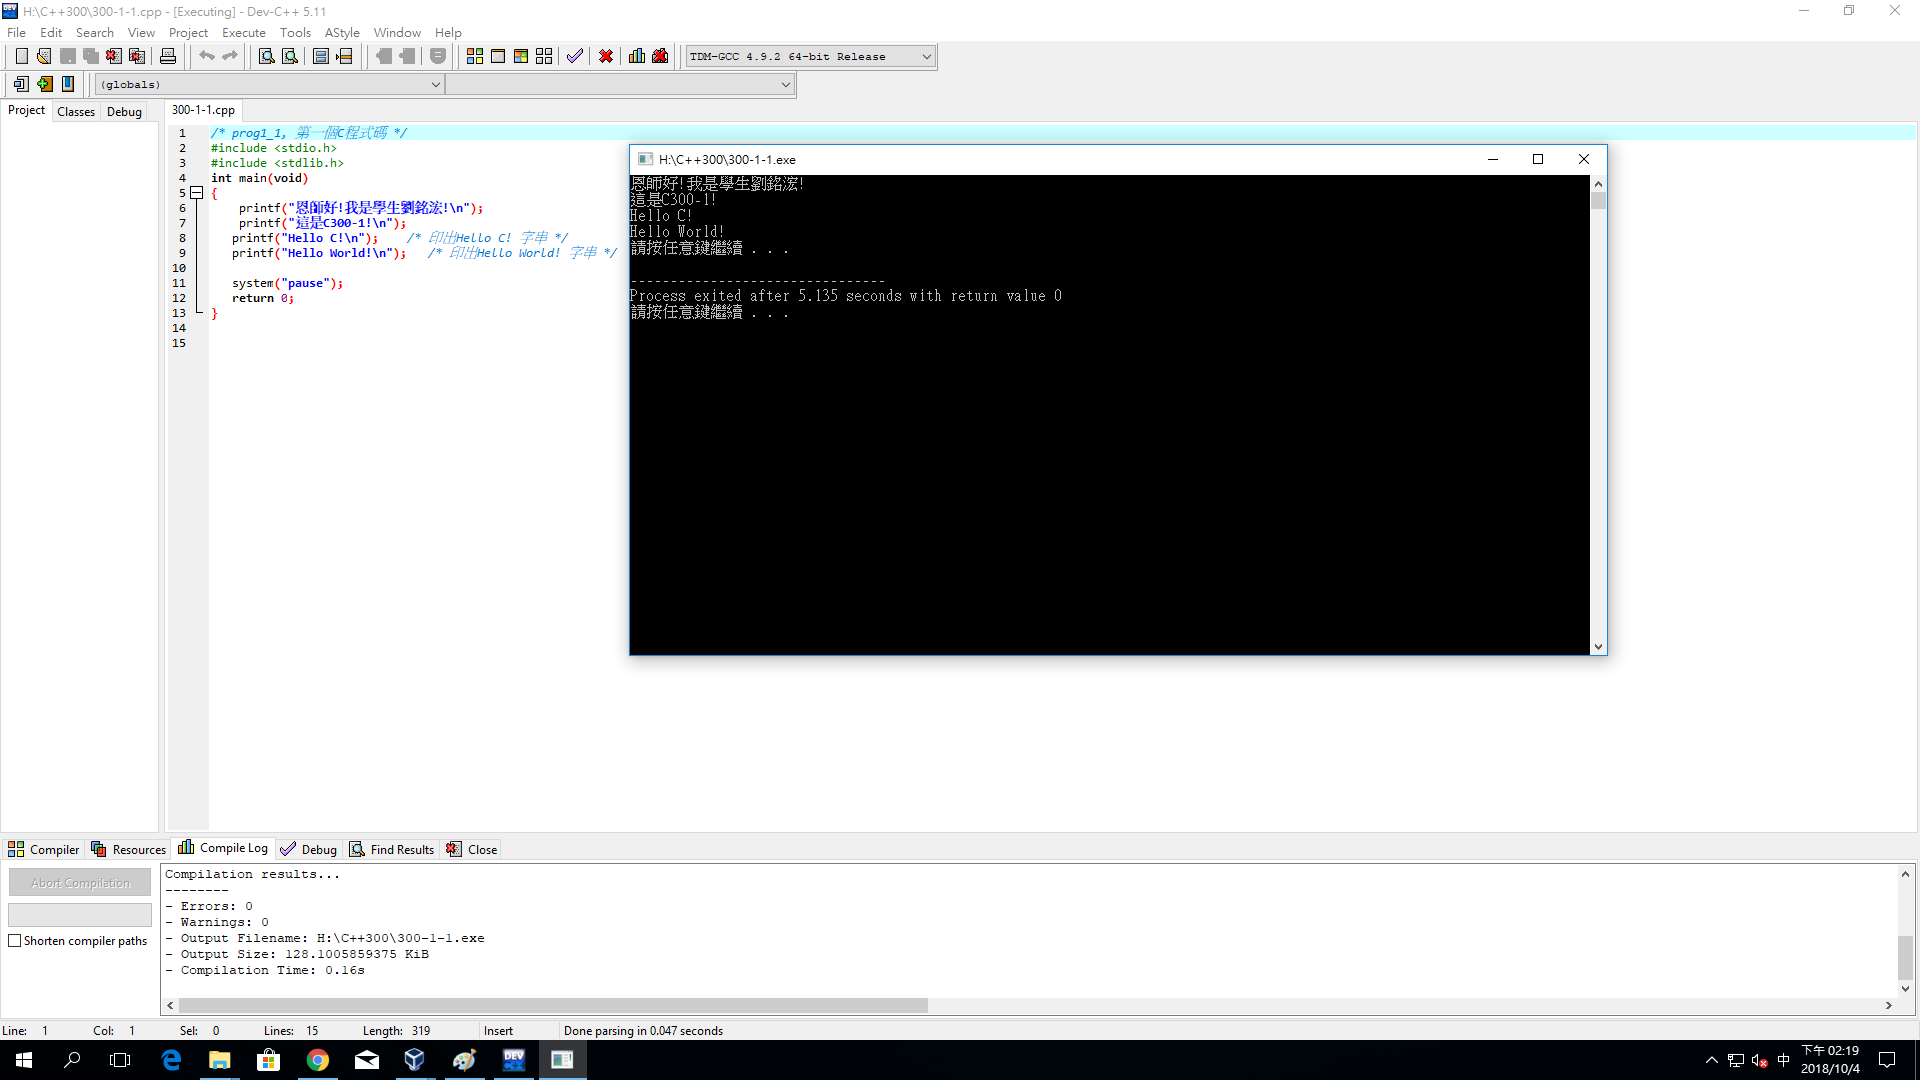 H:\C++300\300-1-1.cpp - [Executing] - Dev-C++ 5.11
File Edit Search View Project Execute Tools AStyle Window Help
TDM-GCC 4.9.2 64-bit Release
(globals)
Project Classes Debug
300-1-1.cpp
1 /* prog1_1, 第一個C程式碼 */
2 #include <stdio.h>
3 #include <stdlib.h>
4 int main(void)
5 {
6 printf("恩師好!我是學生劉銘浤!\n");
7 printf("這是C300-1!\n");
8 printf("Hello C!\n"); /* 印出Hello C! 字串 */
9 printf("Hello World!\n"); /* 印出Hello World! 字串 */
10
11 system("pause");
12 return 0;
13 }
14
15
H:\C++300\300-1-1.exe
恩師好!我是學生劉銘浤!
這是C300-1!
Hello C!
Hello World!
請按任意鍵繼續 . . .
--------------------------------
Process exited after 5.135 seconds with return value 0
請按任意鍵繼續 . . .
Compiler Resources Compile Log Debug Find Results Close
Abort Compilation
Shorten compiler paths
Compilation results...
--------
- Errors: 0
- Warnings: 0
- Output Filename: H:\C++300\300-1-1.exe
- Output Size: 128.1005859375 KiB
- Compilation Time: 0.16s
Line: 1 Col: 1 Sel: 0 Lines: 15 Length: 319 Insert Done parsing in 0.047 seconds
DEV
中
下午 02:19
2018/10/4